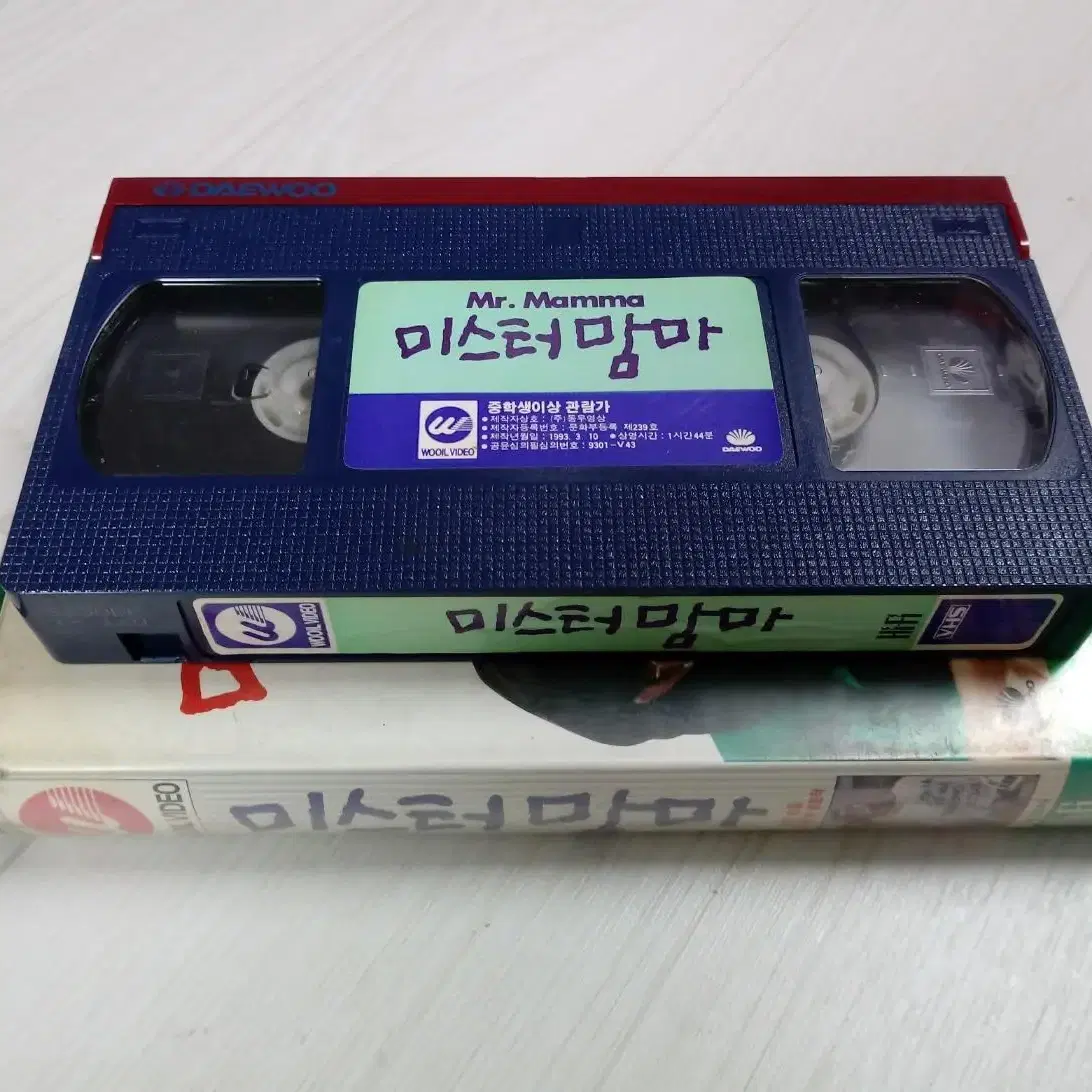 DAEWOO
Mr. Mamma
미스터 맘마
중학생이상 관람가
● 제작자상호 : (주)동우영상
● 제작자등록번호 : 문화부등록 제239호
● 제작년월일 : 1993. 3. 10 ● 상영시간 : 1시간 44분
● 공윤심의필심의번호 : 9301-V43
WOOIL VIDEO
DAEWOO
WOOIL VIDEO
미스터 맘마
Hi-Fi
VHS
VIDEO
미스터 맘마